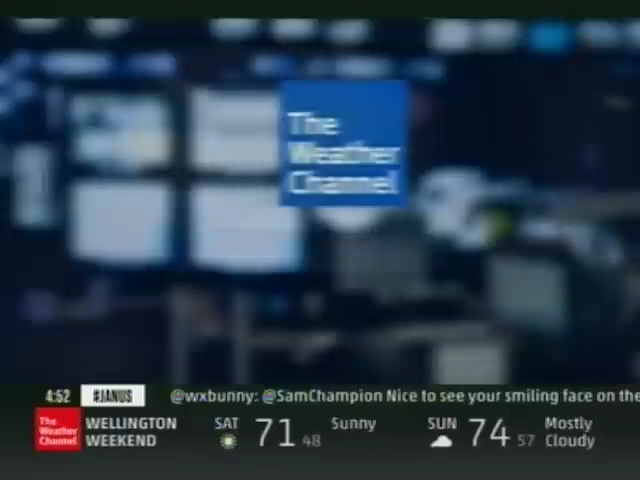 The
Weather
Channel
4:52 #JANUS @wxbunny: @SamChampion Nice to see your smiling face on the
The
Weather
Channel
WELLINGTON
WEEKEND
SAT 71 48 Sunny
SUN 74 57 Mostly
Cloudy